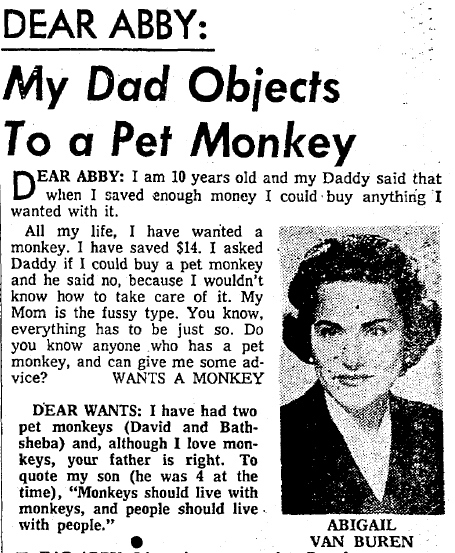 DEAR ABBY:
My Dad Objects
To a Pet Monkey
DEAR ABBY: I am 10 years old and my Daddy said that
when I saved enough money I could buy anything I
wanted with it.
All my life, I have wanted a
monkey. I have saved $14. I asked
Daddy if I could buy a pet monkey
and he said no, because I wouldn't
know how to take care of it. My
Mom is the fussy type. You know,
everything has to be just so. Do
you know anyone who has a pet
monkey, and can give me some ad-
vice? WANTS A MONKEY
DEAR WANTS: I have had two
pet monkeys (David and Bath-
sheba) and, although I love mon-
keys, your father is right. To
quote my son (he was 4 at the
time), "Monkeys should live with
monkeys, and people should live
with people."
ABIGAIL
VAN BUREN